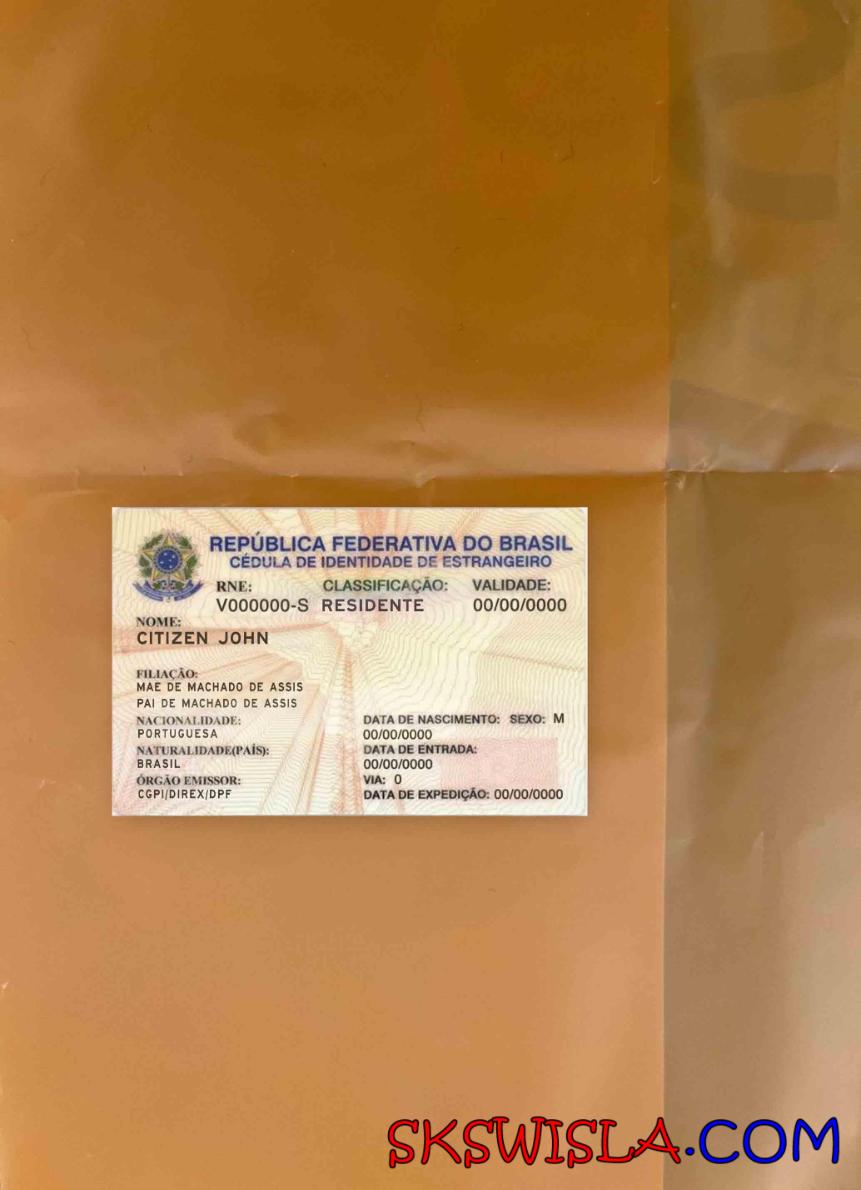 REPÚBLICA FEDERATIVA DO BRASIL
CÉDULA DE IDENTIDADE DE ESTRANGEIRO
RNE: CLASSIFICAÇÃO: VALIDADE:
V000000-S RESIDENTE 00/00/0000
NOME:
CITIZEN JOHN
FILIAÇÃO:
MAE DE MACHADO DE ASSIS
PAI DE MACHADO DE ASSIS
NACIONALIDADE:
PORTUGUESA
NATURALIDADE(PAÍS):
BRASIL
ÓRGÃO EMISSOR:
CGPI/DIREX/DPF
DATA DE NASCIMENTO: SEXO: M
00/00/0000
DATA DE ENTRADA:
00/00/0000
VIA: 0
DATA DE EXPEDIÇÃO: 00/00/0000
SKSWISLA.COM